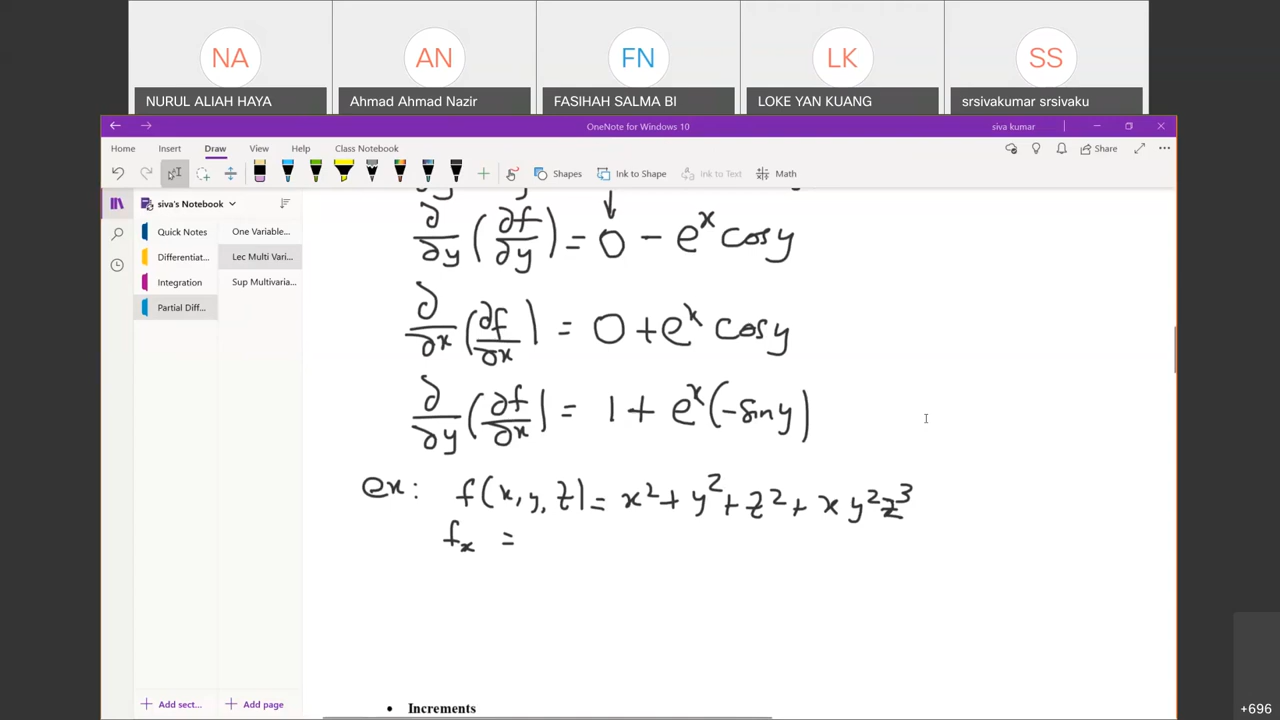 NA AN FN LK SS
NURUL ALIAH HAYA Ahmad Ahmad Nazir FASIHAH SALMA BI LOKE YAN KUANG srsivakumar srsivaku
OneNote for Windows 10 siva kumar
Home Insert Draw View Help Class Notebook Share
Shapes Ink to Shape Ink to Text Math
siva's Notebook
Quick Notes One Variable...
Differentiat... Lec Multi Vari...
Integration Sup Multivaria...
Partial Diff...
∂/∂y (∂f/∂y) = 0 - e^x cosy
∂/∂x (∂f/∂x) = 0 + e^x cosy
∂/∂y (∂f/∂x) = 1 + e^x (-siny)
ex: f(x, y, z) = x² + y² + z² + x y² z³
f_x =
• Increments
Add sect... Add page
+696